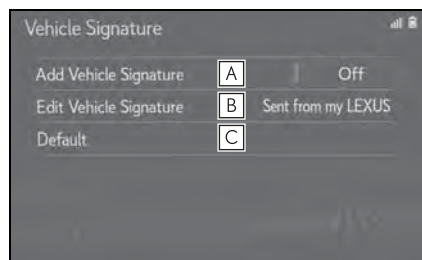 Vehicle Signature
Add Vehicle Signature A Off
Edit Vehicle Signature B Sent from my LEXUS
Default C